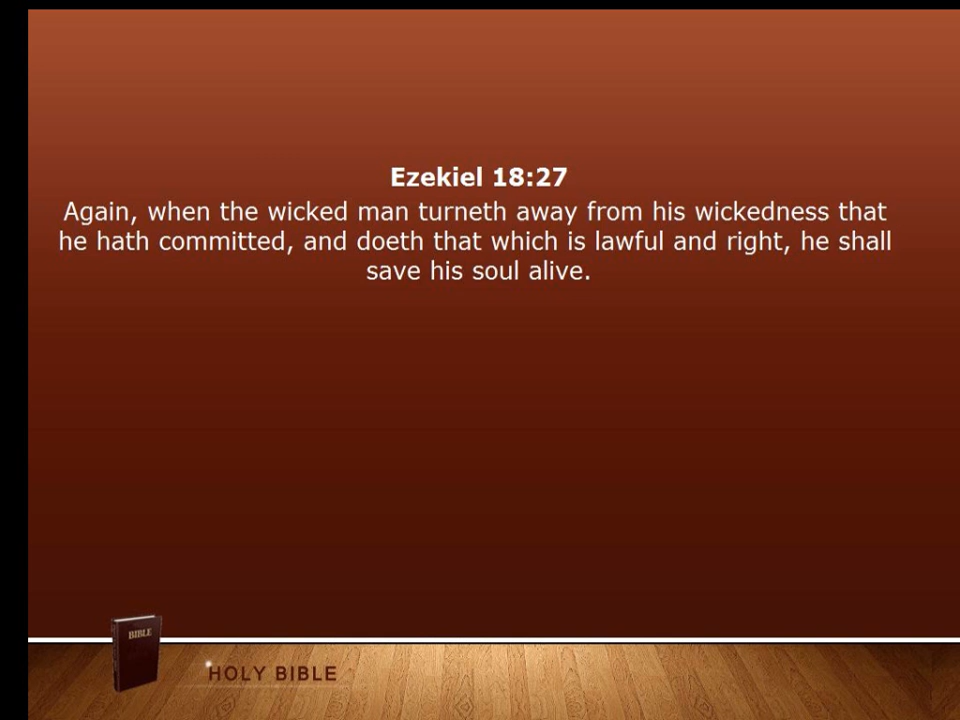 Ezekiel 18:27
Again, when the wicked man turneth away from his wickedness that
he hath committed, and doeth that which is lawful and right, he shall
save his soul alive.
BIBLE
HOLY BIBLE